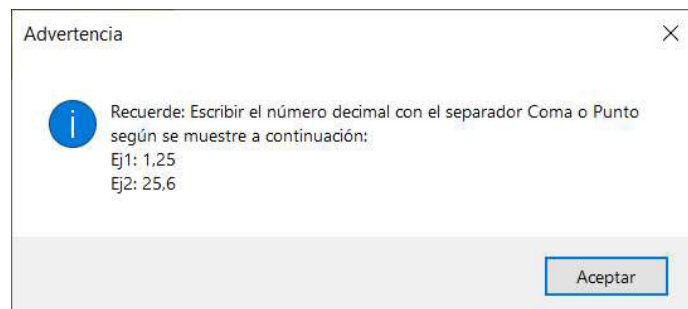 Advertencia
Recuerde: Escribir el número decimal con el separador Coma o Punto
según se muestre a continuación:
Ej1: 1,25
Ej2: 25,6
Aceptar